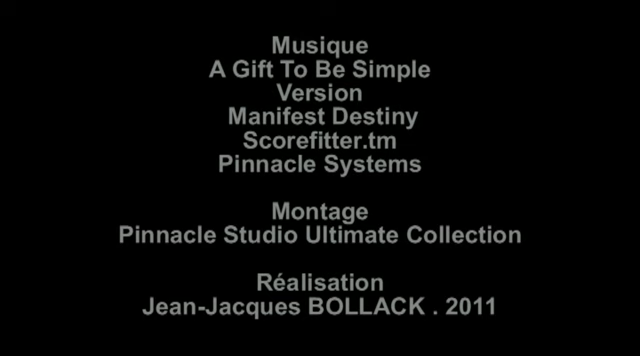 Musique
A Gift To Be Simple
Version
Manifest Destiny
Scorefitter.tm
Pinnacle Systems
Montage
Pinnacle Studio Ultimate Collection
Réalisation
Jean-Jacques BOLLACK . 2011